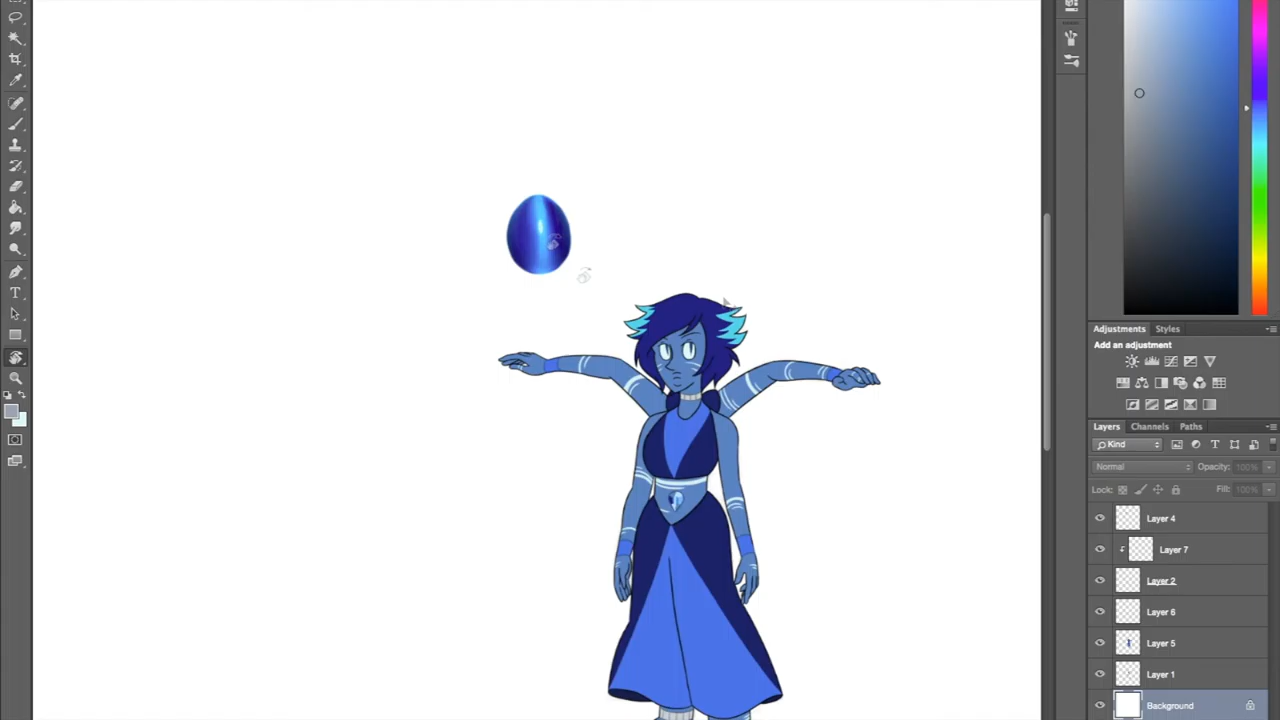 Adjustments Styles
Add an adjustment
Layers Channels Paths
Kind
Normal Opacity: 100%
Lock: Fill: 100%
Layer 4
Layer 7
Layer 2
Layer 6
Layer 5
Layer 1
Background